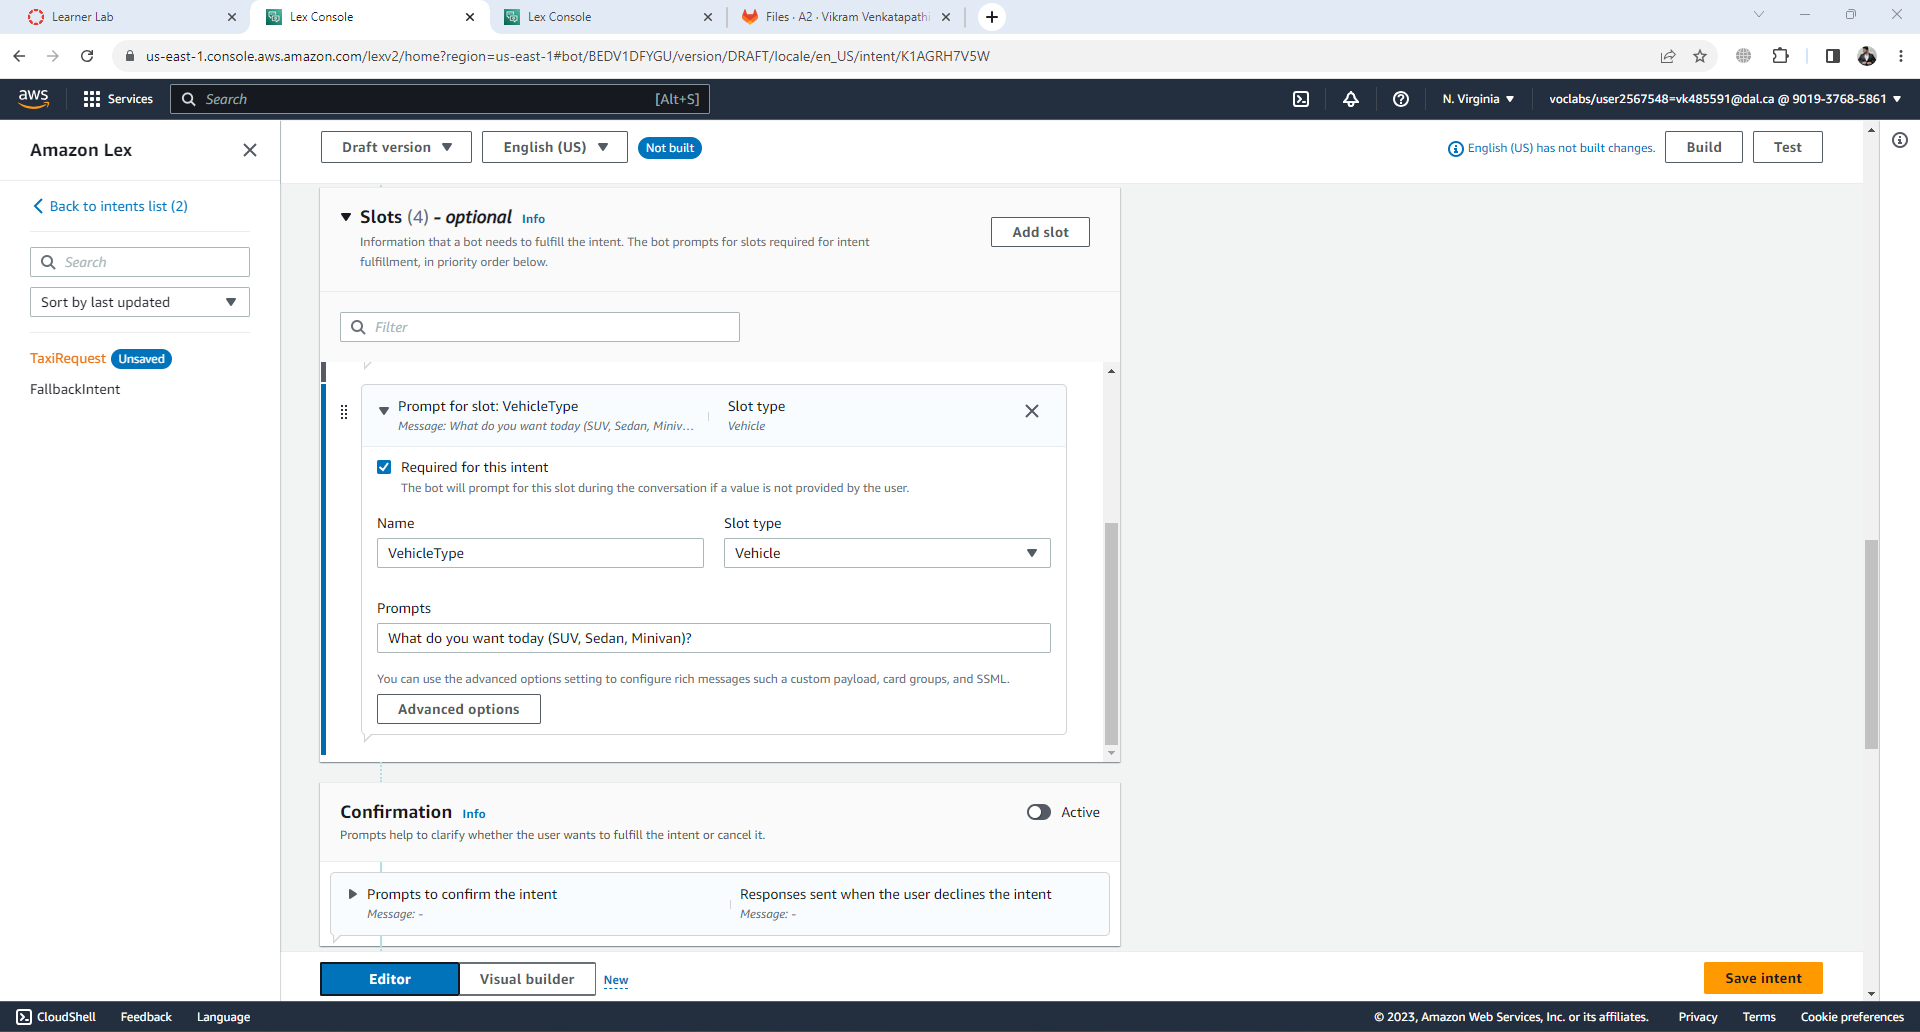 Learner Lab
Lex Console
Lex Console
Files · A2 · Vikram Venkatapathi
us-east-1.console.aws.amazon.com/lexv2/home?region=us-east-1#bot/BEDV1DFYGU/version/DRAFT/locale/en_US/intent/K1AGRH7V5W
aws
Services
Search
[Alt+S]
N. Virginia
voclabs/user2567548=vk485591@dal.ca @ 9019-3768-5861
Amazon Lex
Back to intents list (2)
Search
Sort by last updated
TaxiRequest
Unsaved
FallbackIntent
Draft version
English (US)
Not built
English (US) has not built changes.
Build
Test
Slots (4) - optional
Info
Information that a bot needs to fulfill the intent. The bot prompts for slots required for intent
fulfillment, in priority order below.
Add slot
Filter
Prompt for slot: VehicleType
Message: What do you want today (SUV, Sedan, Miniv...
Slot type
Vehicle
Required for this intent
The bot will prompt for this slot during the conversation if a value is not provided by the user.
Name
Slot type
VehicleType
Vehicle
Prompts
What do you want today (SUV, Sedan, Minivan)?
You can use the advanced options setting to configure rich messages such a custom payload, card groups, and SSML.
Advanced options
Confirmation
Info
Active
Prompts help to clarify whether the user wants to fulfill the intent or cancel it.
Prompts to confirm the intent
Message: -
Responses sent when the user declines the intent
Message: -
Editor
Visual builder
New
Save intent
CloudShell
Feedback
Language
© 2023, Amazon Web Services, Inc. or its affiliates.
Privacy
Terms
Cookie preferences